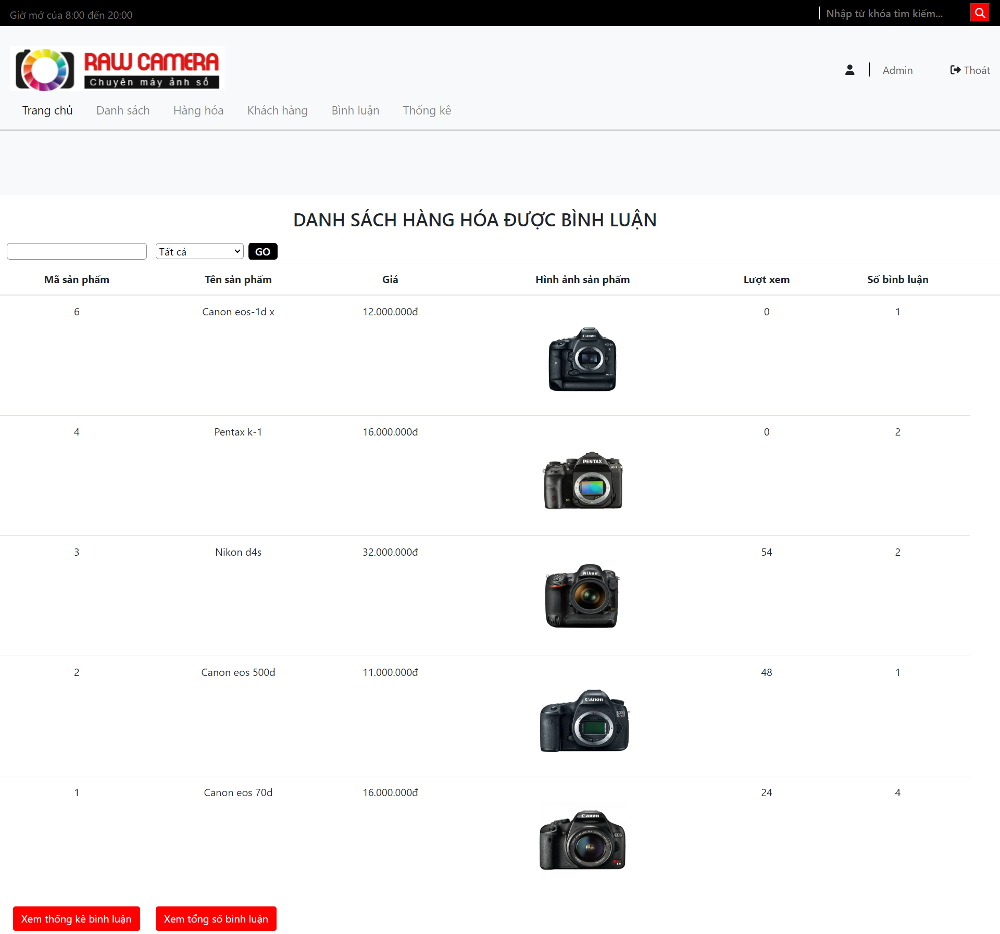 Giờ mở của 8:00 đến 20:00
Nhập từ khóa tìm kiếm...
RAW CAMERA
Chuyên máy ảnh số
Admin
Thoát
Trang chủ Danh sách Hàng hóa Khách hàng Bình luận Thống kê
DANH SÁCH HÀNG HÓA ĐƯỢC BÌNH LUẬN
Tất cả GO
Mã sản phẩm Tên sản phẩm Giá Hình ảnh sản phẩm Lượt xem Số bình luận
6 Canon eos-1d x 12.000.000đ 0 1
Canon
4 Pentax k-1 16.000.000đ 0 2
PENTAX
K-1
SR
3 Nikon d4s 32.000.000đ 54 2
Nikon
2 Canon eos 500d 11.000.000đ 48 1
Canon
EOS
1 Canon eos 70d 16.000.000đ 24 4
Canon
EOS
Xem thống kê bình luận Xem tổng số bình luận